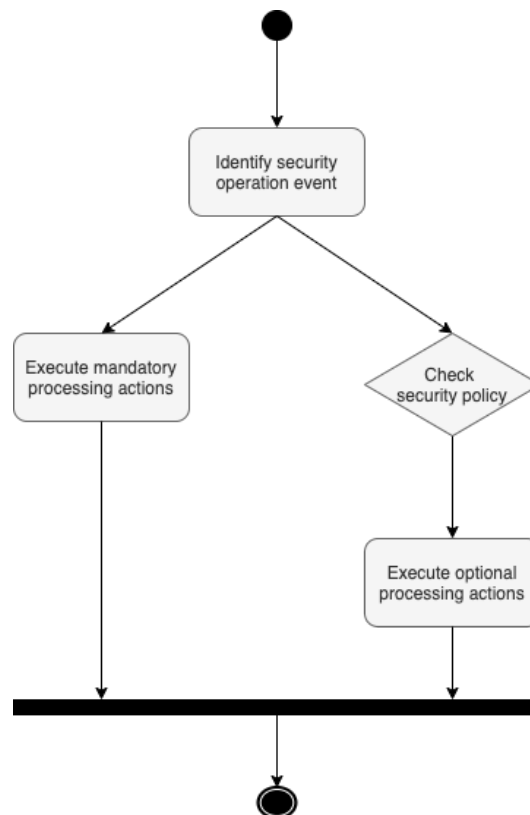 Identify security
operation event
Execute mandatory
processing actions
Check
security policy
Execute optional
processing actions